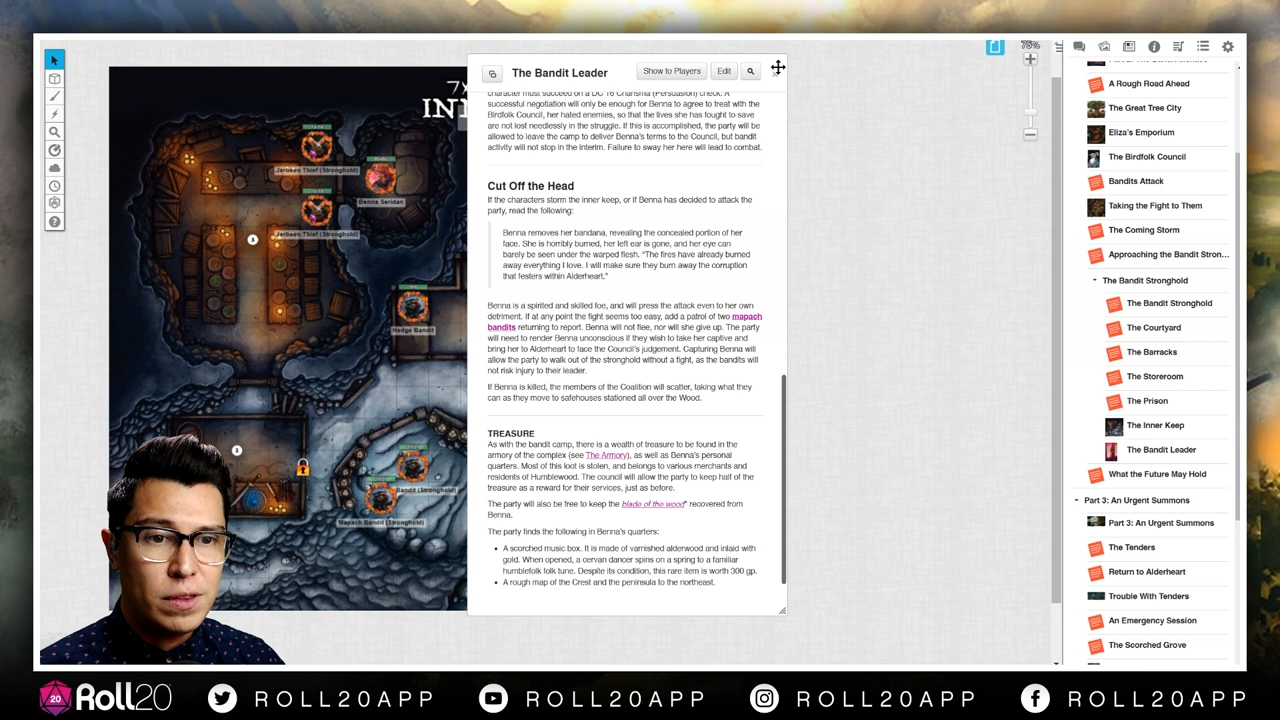 75%
7X
INN
Jerbeen Thief (Stronghold)
Benna Seridan
Jerbeen Thief (Stronghold)
3
Hedge Bandit
3
Bandit (Stronghold)
Mapach Bandit (Stronghold)
The Bandit Leader
Show to Players
Edit
character must succeed on a DC 16 Charisma (Persuasion) check. A
successful negotiation will only be enough for Benna to agree to treat with the
Birdfolk Council, her hated enemies, so that the lives she has fought to save
are not lost needlessly in the struggle. If this is accomplished, the party will be
allowed to leave the camp to deliver Benna's terms to the Council, but bandit
activity will not stop in the interim. Failure to sway her here will lead to combat.
Cut Off the Head
If the characters storm the inner keep, or if Benna has decided to attack the
party, read the following:
Benna removes her bandana, revealing the concealed portion of her
face. She is horribly burned, her left ear is gone, and her eye can
barely be seen under the warped flesh. "The fires have already burned
away everything I love. I will make sure they burn away the corruption
that festers within Alderheart."
Benna is a spirited and skilled foe, and will press the attack even to her own
detriment. If at any point the fight seems too easy, add a patrol of two mapach
bandits returning to report. Benna will not flee, nor will she give up. The party
will need to render Benna unconscious if they wish to take her captive and
bring her to Alderheart to face the Council's judgement. Capturing Benna will
allow the party to walk out of the stronghold without a fight, as the bandits will
not risk injury to their leader.
If Benna is killed, the members of the Coalition will scatter, taking what they
can as they move to safehouses stationed all over the Wood.
TREASURE
As with the bandit camp, there is a wealth of treasure to be found in the
armory of the complex (see The Armory), as well as Benna's personal
quarters. Most of this loot is stolen, and belongs to various merchants and
residents of Humblewood. The council will allow the party to keep half of the
treasure as a reward for their services, just as before.
The party will also be free to keep the blade of the wood* recovered from
Benna.
The party finds the following in Benna's quarters:
• A scorched music box. It is made of varnished alderwood and inlaid with
gold. When opened, a cervan dancer spins on a spring to a familiar
humblefolk folk tune. Despite its condition, this rare item is worth 300 gp.
• A rough map of the Crest and the peninsula to the northeast.
A Rough Road Ahead
The Great Tree City
Eliza's Emporium
The Birdfolk Council
Bandits Attack
Taking the Fight to Them
The Coming Storm
Approaching the Bandit Stron...
The Bandit Stronghold
The Bandit Stronghold
The Courtyard
The Barracks
The Storeroom
The Prison
The Inner Keep
The Bandit Leader
What the Future May Hold
Part 3: An Urgent Summons
Part 3: An Urgent Summons
The Tenders
Return to Alderheart
Trouble With Tenders
An Emergency Session
The Scorched Grove
20 Roll20 ROLL20APP ROLL20APP ROLL20APP ROLL20APP